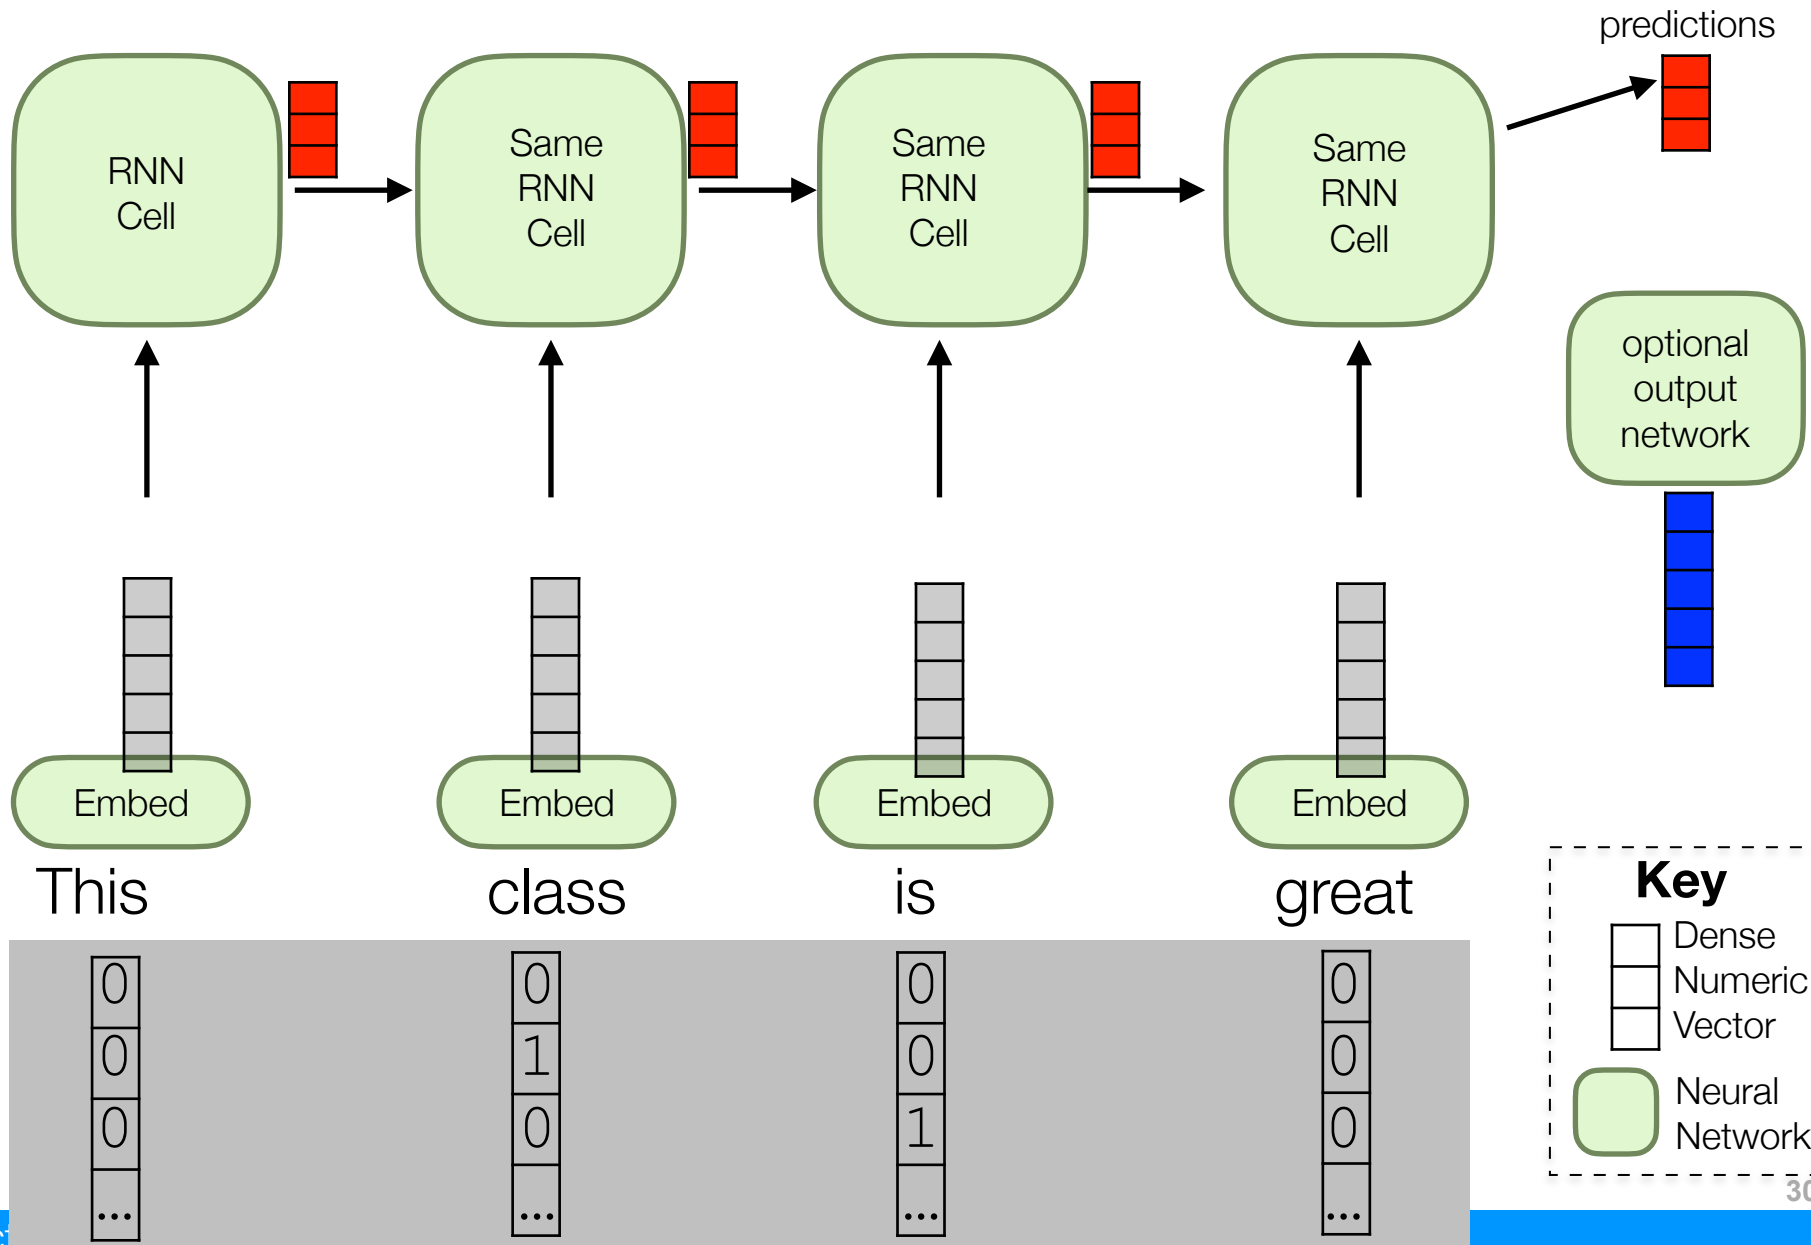 predictions
RNN
Cell
Same
RNN
Cell
Same
RNN
Cell
Same
RNN
Cell
optional
output
network
Embed
Embed
Embed
Embed
This
class
is
great
0
0
0
...
0
1
0
...
0
0
1
...
0
0
0
...
Key
Dense
Numeric
Vector
Neural
Network